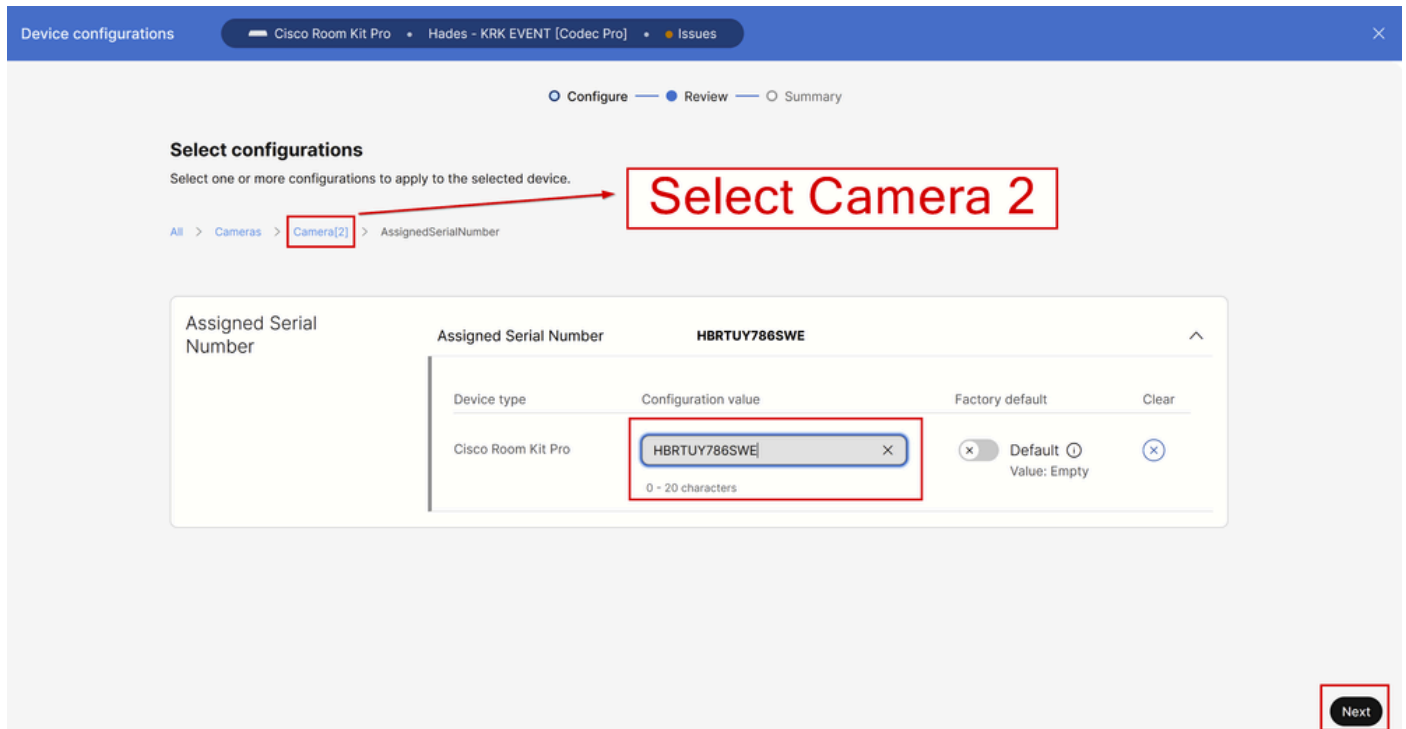 Device configurations
Cisco Room Kit Pro • Hades - KRK EVENT [Codec Pro] • Issues
Configure
Review
Summary
Select configurations
Select one or more configurations to apply to the selected device.
Select Camera 2
All > Cameras > Camera[2] > AssignedSerialNumber
Assigned Serial
Number
Assigned Serial Number
HBRTUY786SWE
Device type
Configuration value
Factory default
Clear
Cisco Room Kit Pro
HBRTUY786SWE
Default
Value: Empty
0 - 20 characters
Next